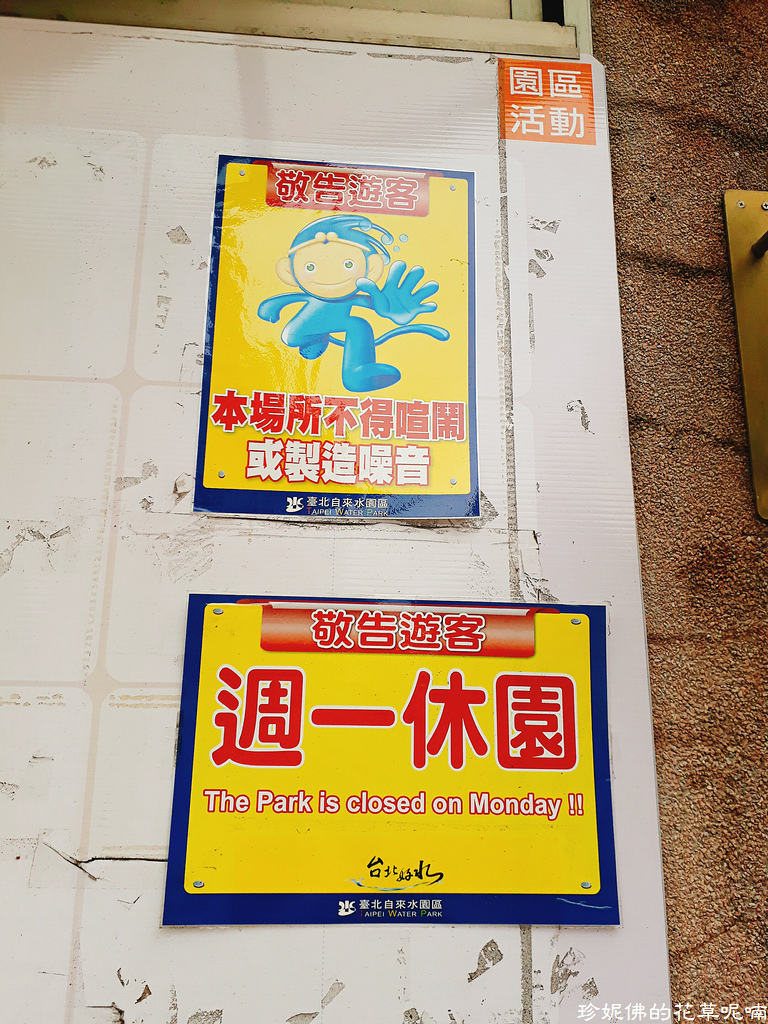 園區
活動
敬告遊客
本場所不得喧鬧
或製造噪音
臺北自來水園區
TAIPEI WATER PARK
敬告遊客
週一休園
The Park is closed on Monday !!
台北好水
臺北自來水園區
TAIPEI WATER PARK
珍妮佛的花草呢喃